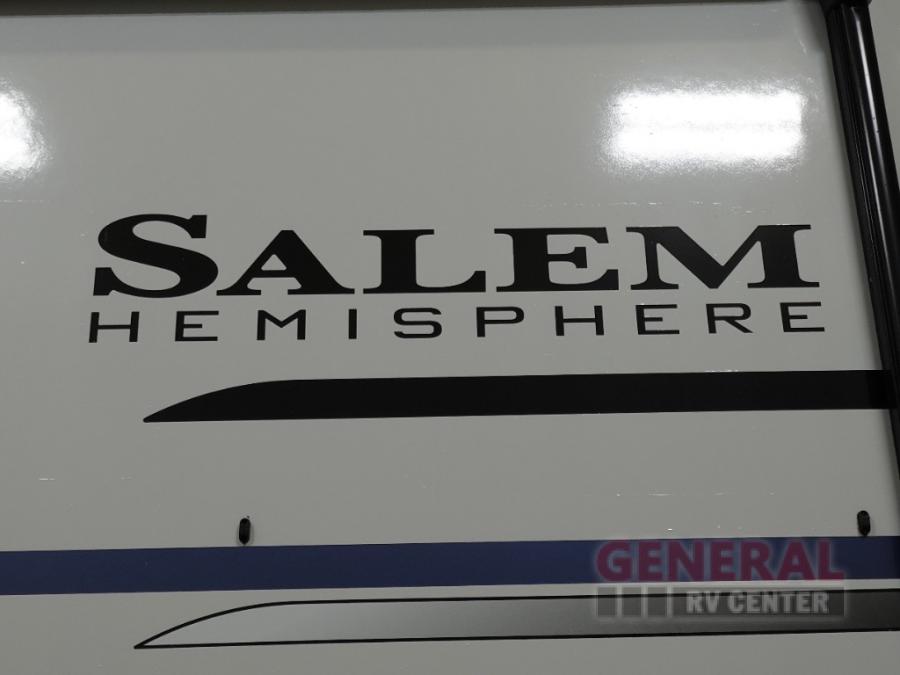 SALEM
HEMISPHERE
GENERAL
RV CENTER